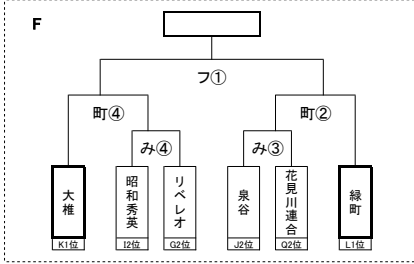 F
フ①
町④
町②
み④
み③
大椎
昭和秀英
リベレオ
泉谷
花見川連合
緑町
K1位
I2位
G2位
J2位
Q2位
L1位